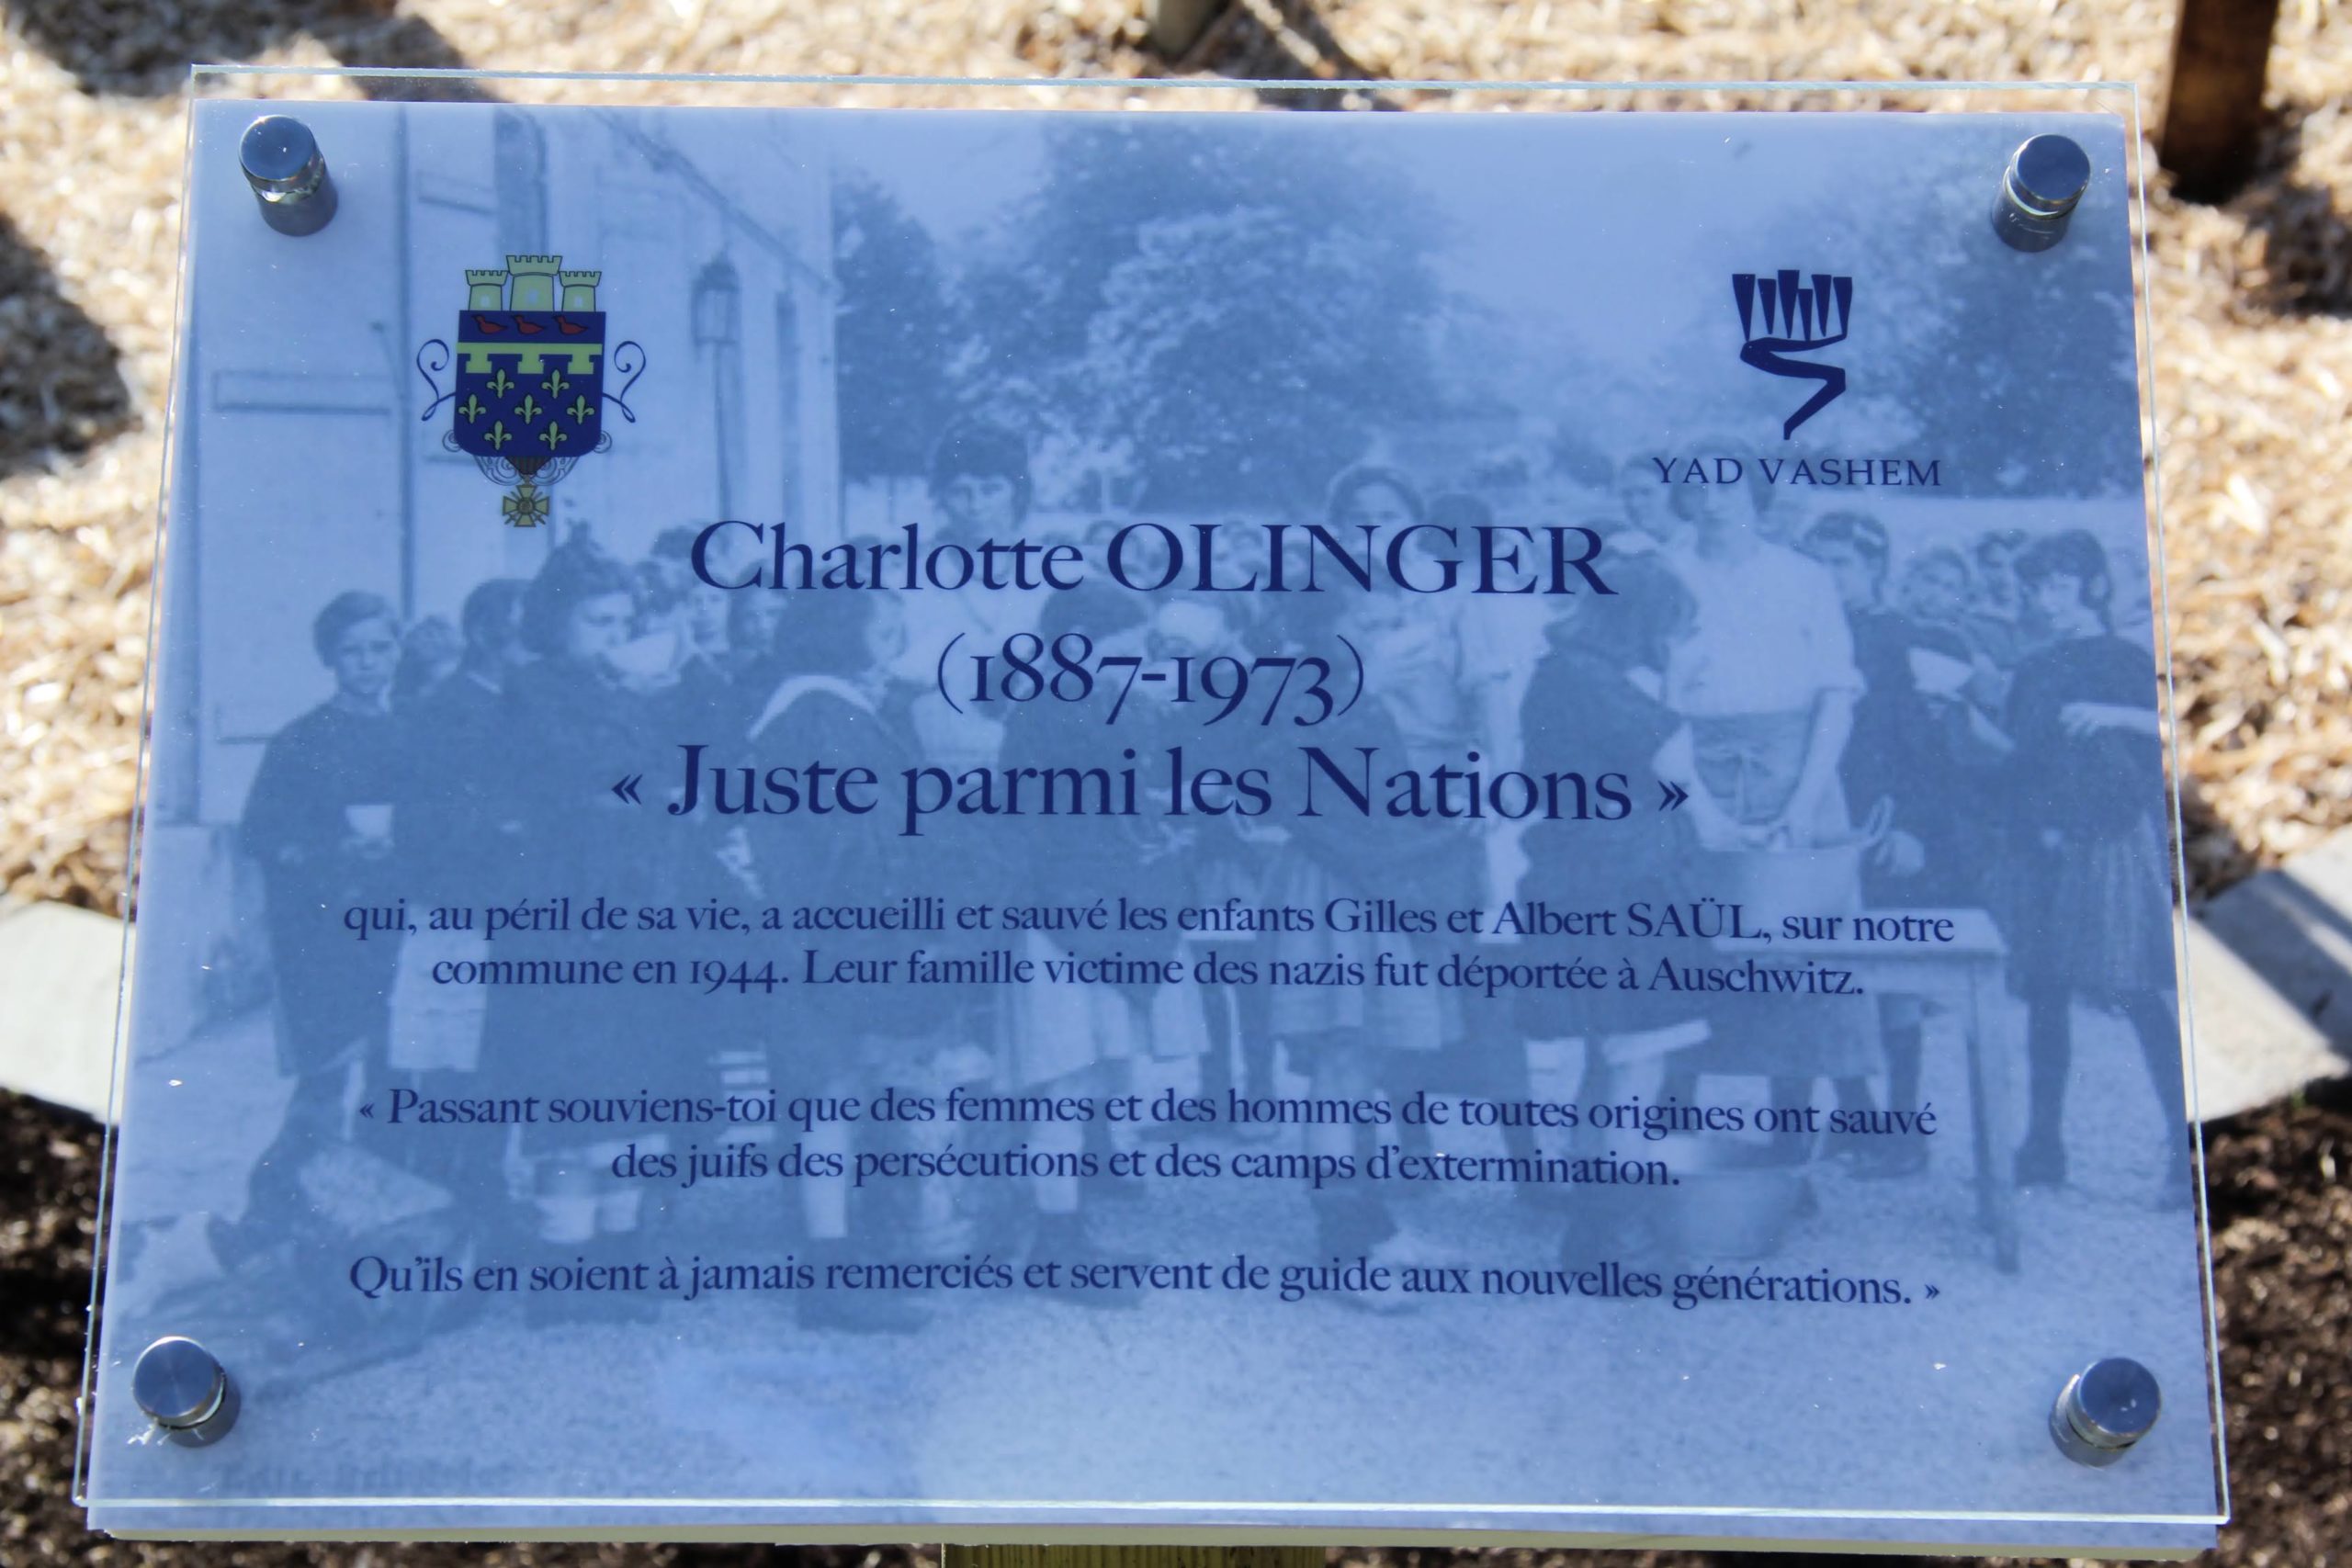 YAD VASHEM
Charlotte OLINGER
(1887-1973)
« Juste parmi les Nations »
qui, au péril de sa vie, a accueilli et sauvé les enfants Gilles et Albert SAÜL, sur notre
commune en 1944. Leur famille victime des nazis fut déportée à Auschwitz.
« Passant souviens-toi que des femmes et des hommes de toutes origines ont sauvé
des juifs des persécutions et des camps d'extermination.
Qu'ils en soient à jamais remerciés et servent de guide aux nouvelles générations. »